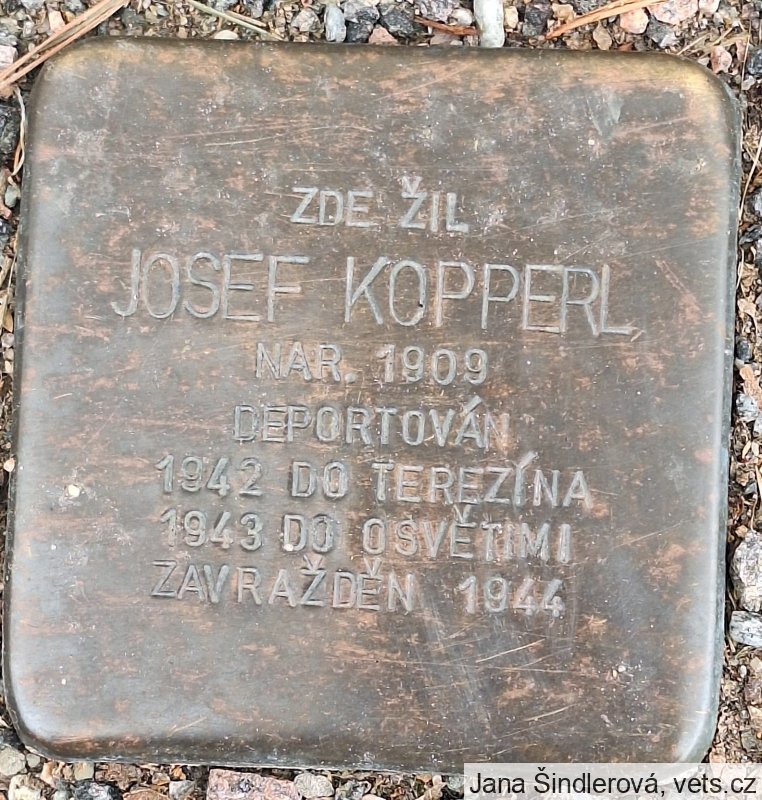 ZDE ŽIL
JOSEF KOPPERL
NAR. 1909
DEPORTOVÁN
1942 DO TEREZÍNA
1943 DO OSVĚTIMI
ZAVRAŽDĚN 1944
Jana Šindlerová, vets.cz